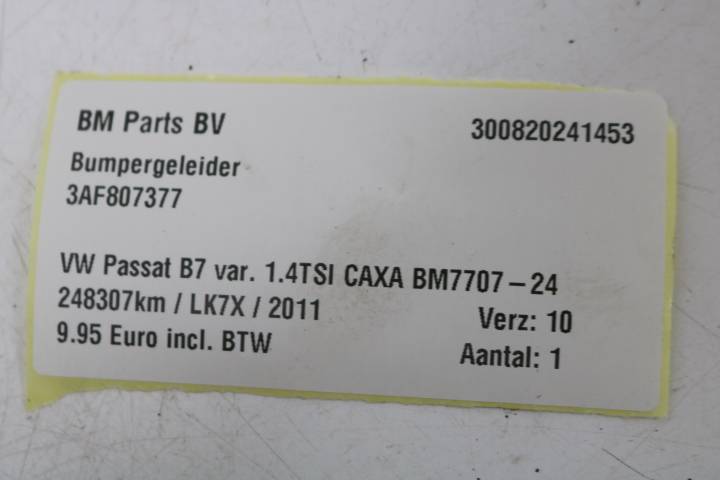 BM Parts BV 300820241453
Bumpergeleider
3AF807377
VW Passat B7 var. 1.4TSI CAXA BM7707-24
248307km / LK7X / 2011 Verz: 10
9.95 Euro incl. BTW Aantal: 1